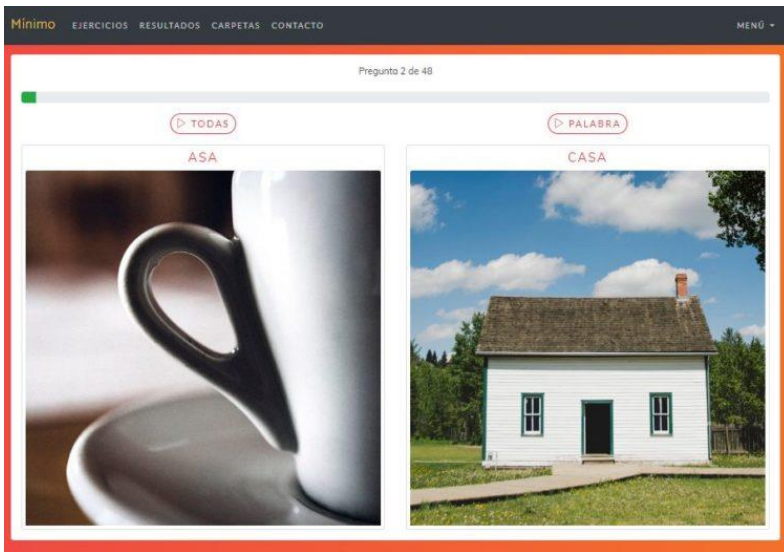 Mínimo EJERCICIOS RESULTADOS CARPETAS CONTACTO MENÚ
Pregunta 2 de 48
TODAS PALABRA
ASA CASA